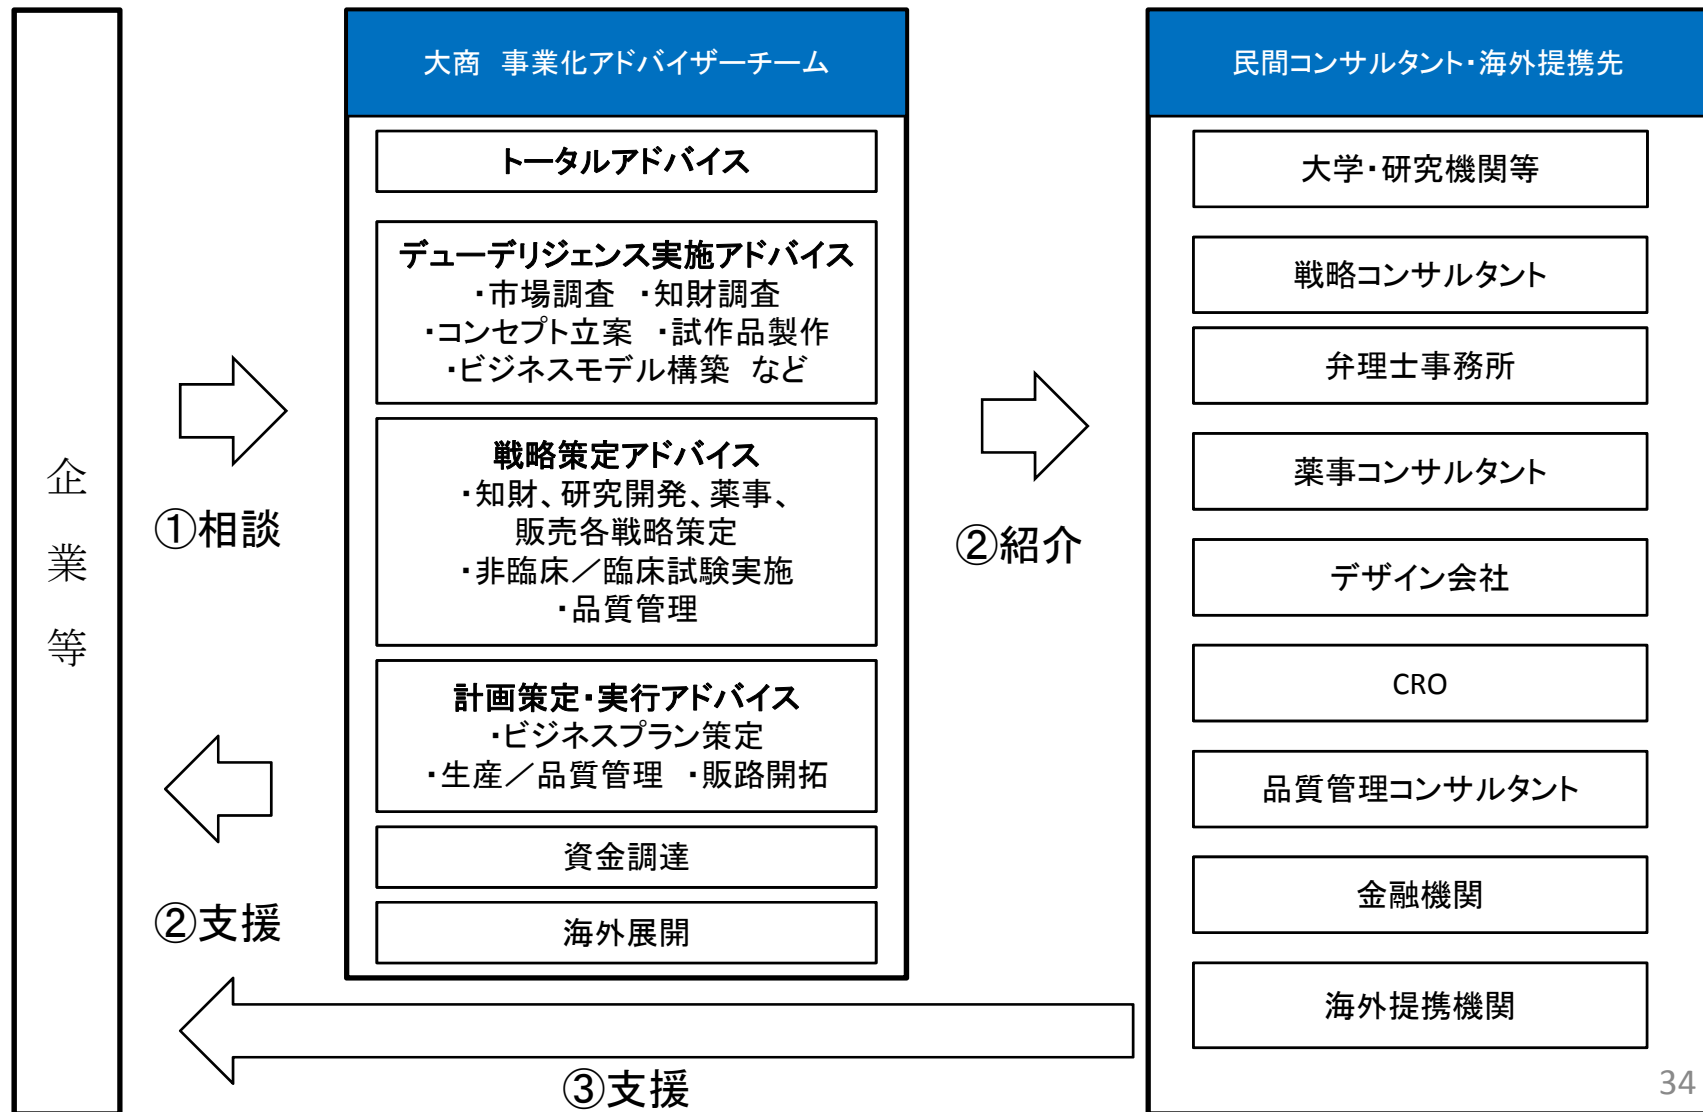 企
業
等
①相談
②支援
大商　事業化アドバイザーチーム
トータルアドバイス
デューデリジェンス実施アドバイス
・市場調査　・知財調査
・コンセプト立案　・試作品製作
・ビジネスモデル構築　など
戦略策定アドバイス
・知財、研究開発、薬事、
販売各戦略策定
・非臨床／臨床試験実施
・品質管理
計画策定・実行アドバイス
・ビジネスプラン策定
・生産／品質管理　・販路開拓
資金調達
海外展開
②紹介
③支援
民間コンサルタント・海外提携先
大学・研究機関等
戦略コンサルタント
弁理士事務所
薬事コンサルタント
デザイン会社
CRO
品質管理コンサルタント
金融機関
海外提携機関
34